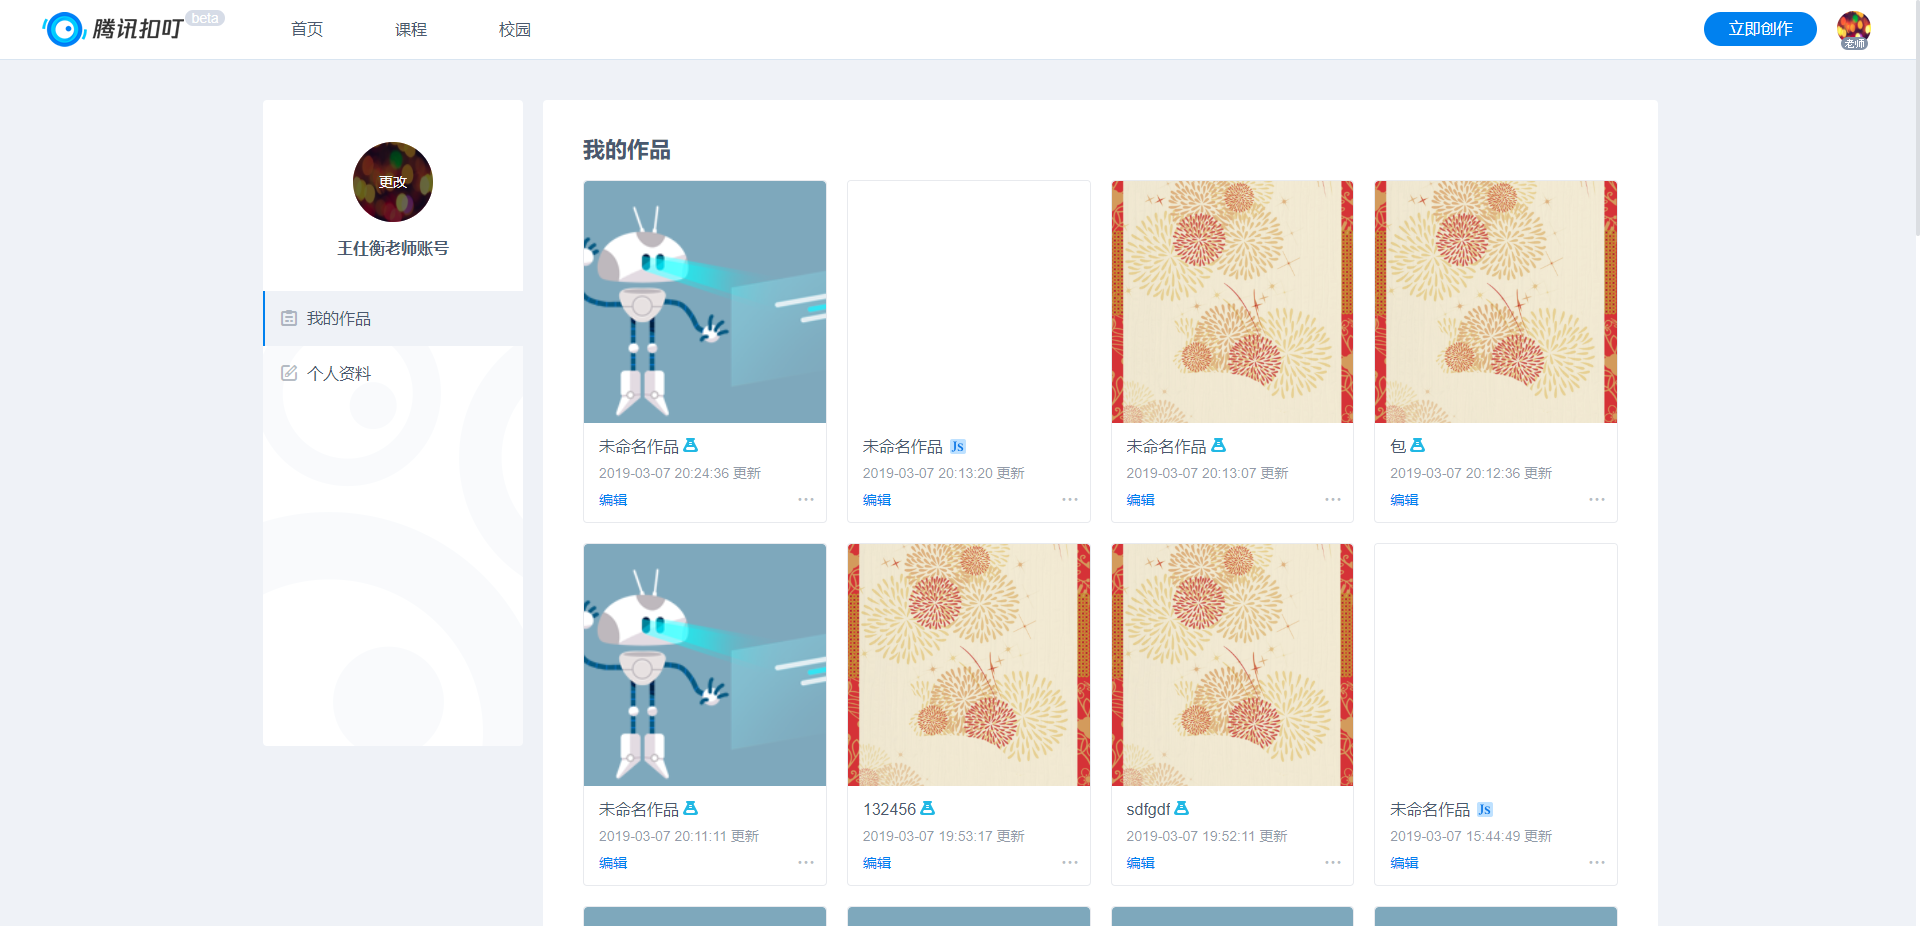 腾讯扣叮 beta
首页
课程
校园
立即创作
老师
更改
王仕衡老师账号
我的作品
个人资料
我的作品
未命名作品
2019-03-07 20:24:36 更新
编辑
未命名作品 Js
2019-03-07 20:13:20 更新
编辑
未命名作品
2019-03-07 20:13:07 更新
编辑
包
2019-03-07 20:12:36 更新
编辑
未命名作品
2019-03-07 20:11:11 更新
编辑
132456
2019-03-07 19:53:17 更新
编辑
sdfgdf
2019-03-07 19:52:11 更新
编辑
未命名作品 Js
2019-03-07 15:44:49 更新
编辑